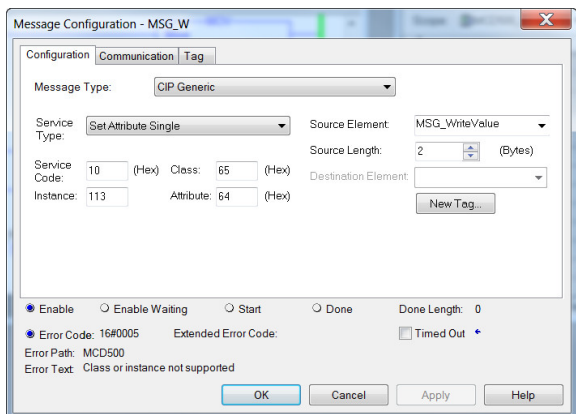 Message Configuration - MSG_W
Configuration Communication Tag
Message Type: CIP Generic
Service Type: Set Attribute Single Source Element: MSG_WriteValue
Source Length: 2 (Bytes)
Service Code: 10 (Hex) Class: 65 (Hex) Destination Element:
Instance: 113 Attribute: 64 (Hex) New Tag...
Enable Enable Waiting Start Done Done Length: 0
Error Code: 16#0005 Extended Error Code: Timed Out
Error Path: MCD500
Error Text: Class or instance not supported
OK Cancel Apply Help